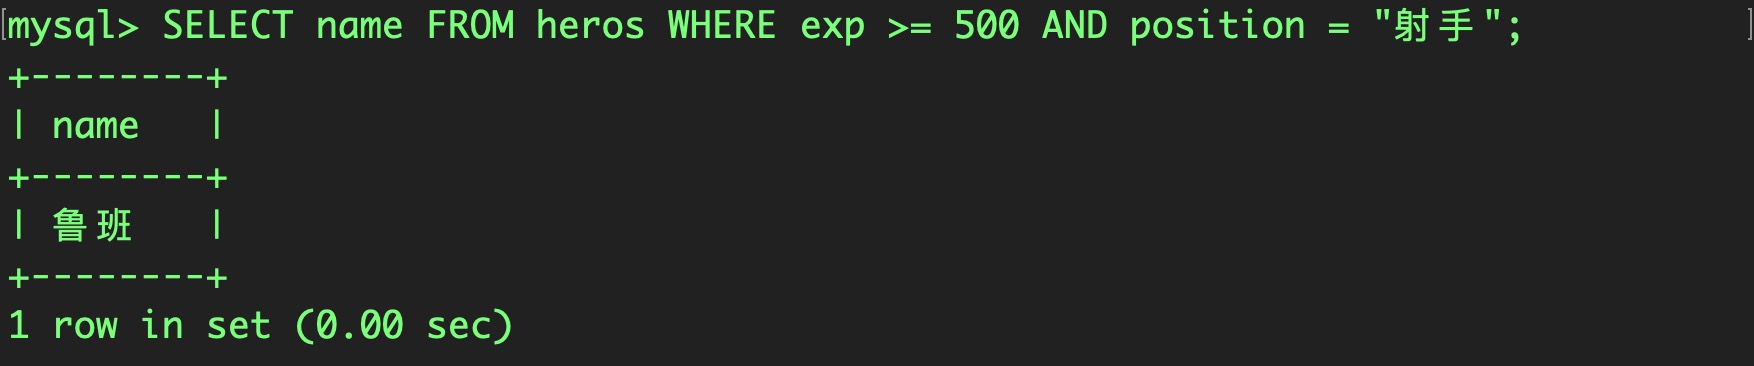 mysql> SELECT name FROM heros WHERE exp >= 500 AND position = "射手";
+--------+
| name   |
+--------+
| 鲁班   |
+--------+
1 row in set (0.00 sec)